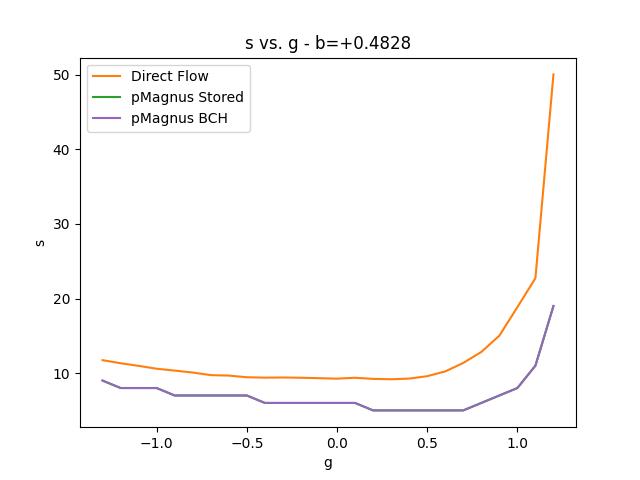 s vs. g - b=+0.4828
Direct Flow
pMagnus Stored
pMagnus BCH
50
40
30
20
10
s
−1.0 −0.5 0.0 0.5 1.0
g